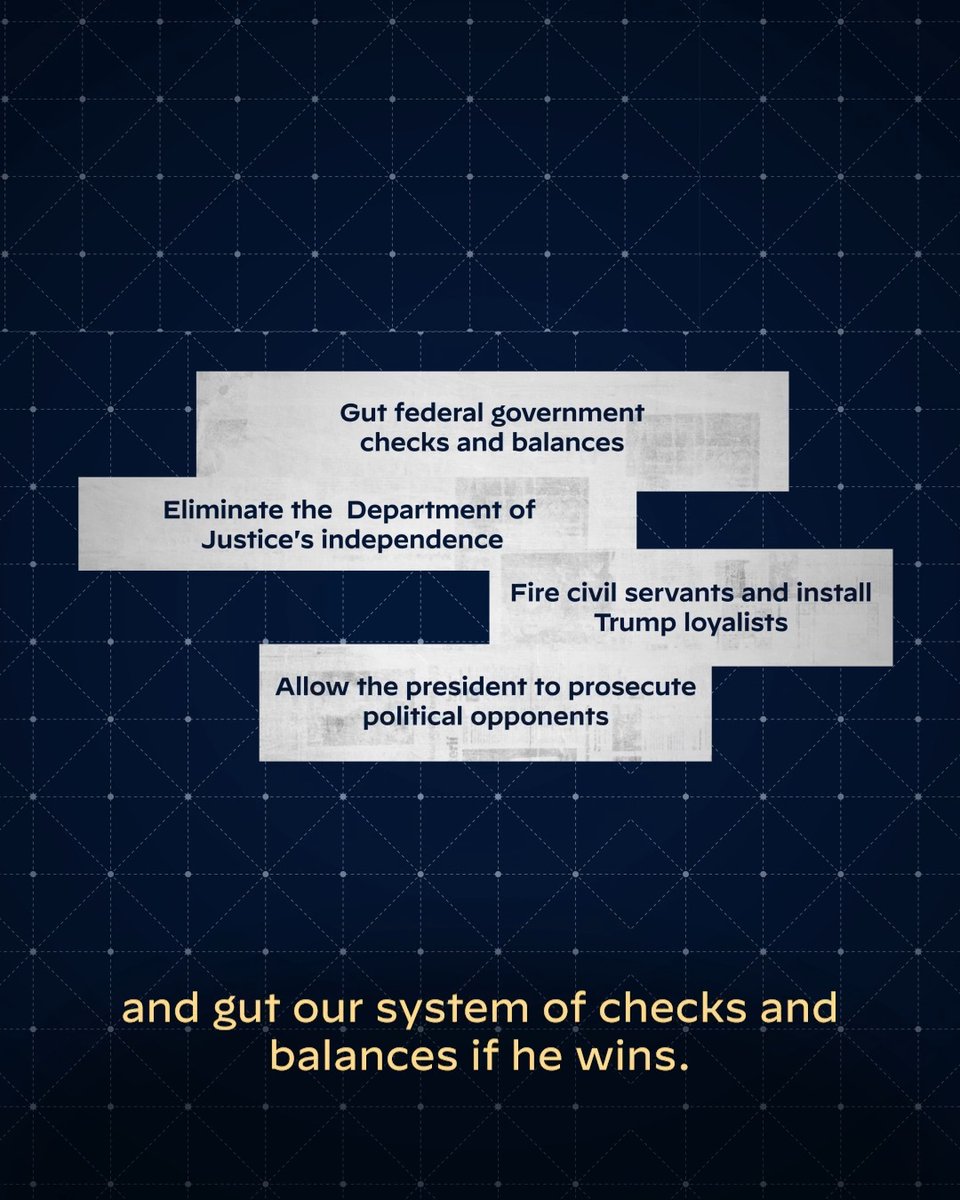 Gut federal government
checks and balances
Eliminate the  Department of
Justice's independence
Fire civil servants and install
Trump loyalists
Allow the president to prosecute
political opponents
and gut our system of checks and
balances if he wins.